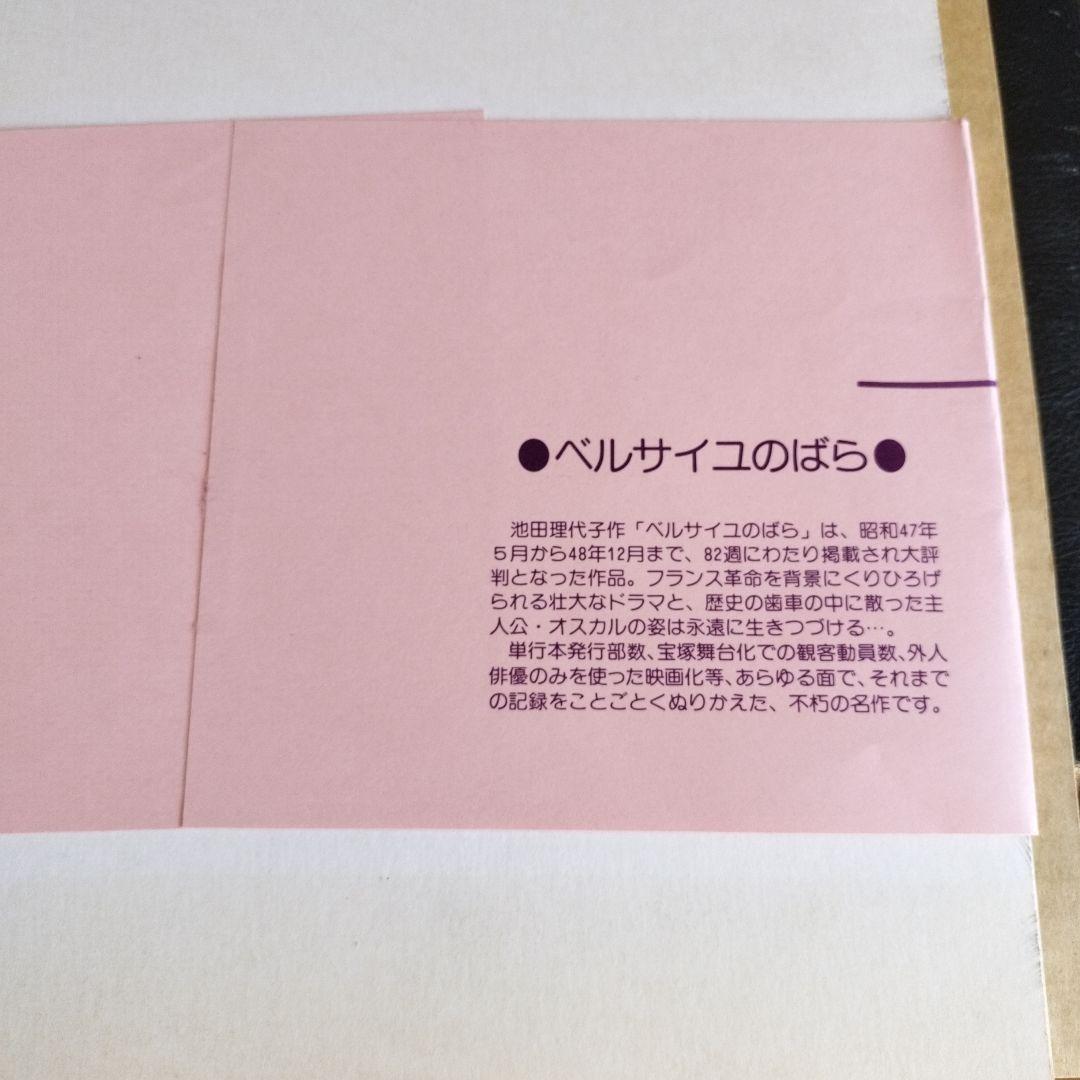 ●ベルサイユのばら●
池田理代子作「ベルサイユのばら」は、昭和47年
5月から48年12月まで、82週にわたり掲載され大評
判となった作品。フランス革命を背景にくりひろげ
られる壮大なドラマと、歴史の歯車の中に散った主
人公・オスカルの姿は永遠に生きつづける…。
単行本発行部数、宝塚舞台化での観客動員数、外人
俳優のみを使った映画化等、あらゆる面で、それまで
の記録をことごとくぬりかえた、不朽の名作です。